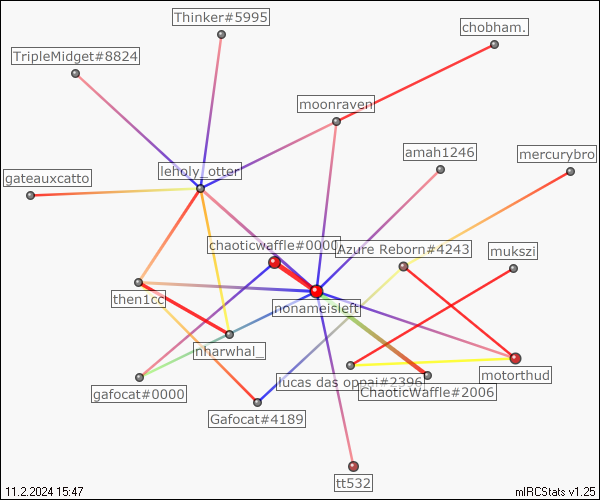 Thinker#5995
chobham.
TripleMidget#8824
moonraven
amah1246
mercurybro
leholy_otter
gateauxcatto
chaoticwaffle#0000
Azure Reborn#4243
mukszi
then1cc
nonameisleft
nharwhal_
motorthud
lucas das oppai#2396
ChaoticWaffle#2006
gafocat#0000
Gafocat#4189
tt532
11.2.2024 15:47
mIRCStats v1.25